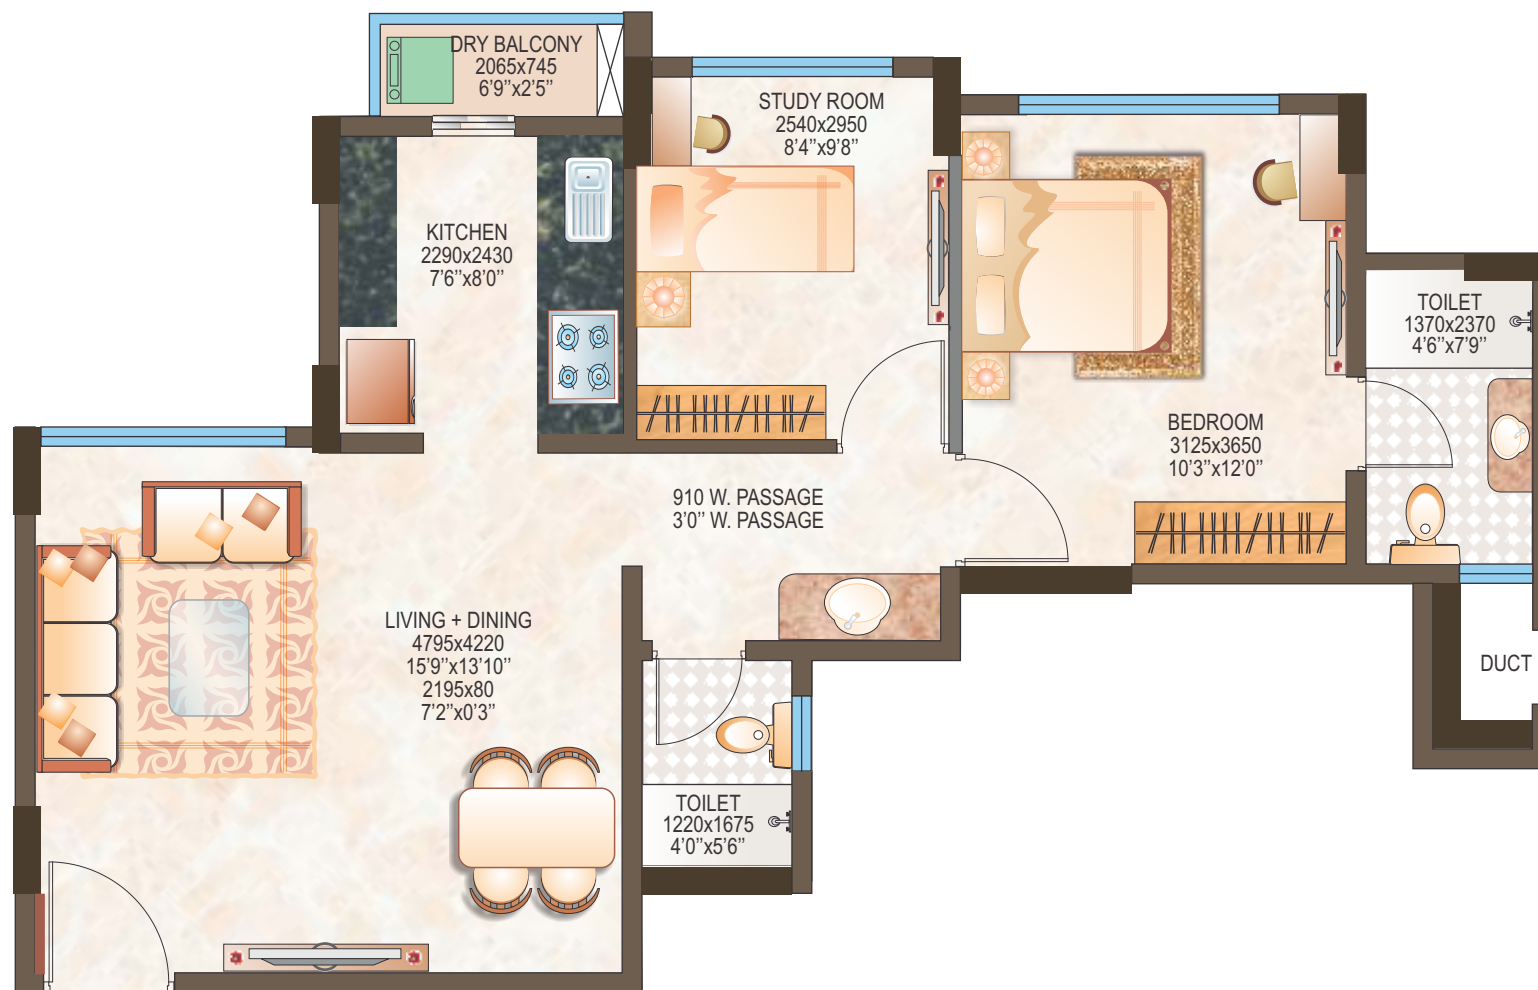 DRY BALCONY
2065x745
6'9''x2'5''
STUDY ROOM
2540x2950
8'4''x9'8''
KITCHEN
2290x2430
7'6''x8'0''
TOILET
1370x2370
4'6''x7'9''
BEDROOM
3125x3650
10'3''x12'0''
910 W. PASSAGE
3'0'' W. PASSAGE
LIVING + DINING
4795x4220
15'9''x13'10''
2195x80
7'2''x0'3''
DUCT
TOILET
1220x1675
4'0''x5'6''